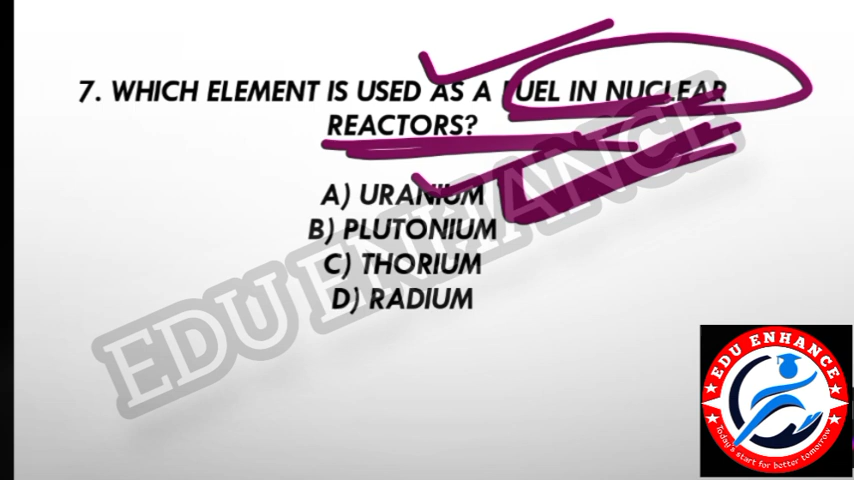 7. WHICH ELEMENT IS USED AS A FUEL IN NUCLEAR
REACTORS?
A) URANIUM
B) PLUTONIUM
C) THORIUM
D) RADIUM
EDU ENHANCE
EDU ENHANCE
Today's start for better tomorrow